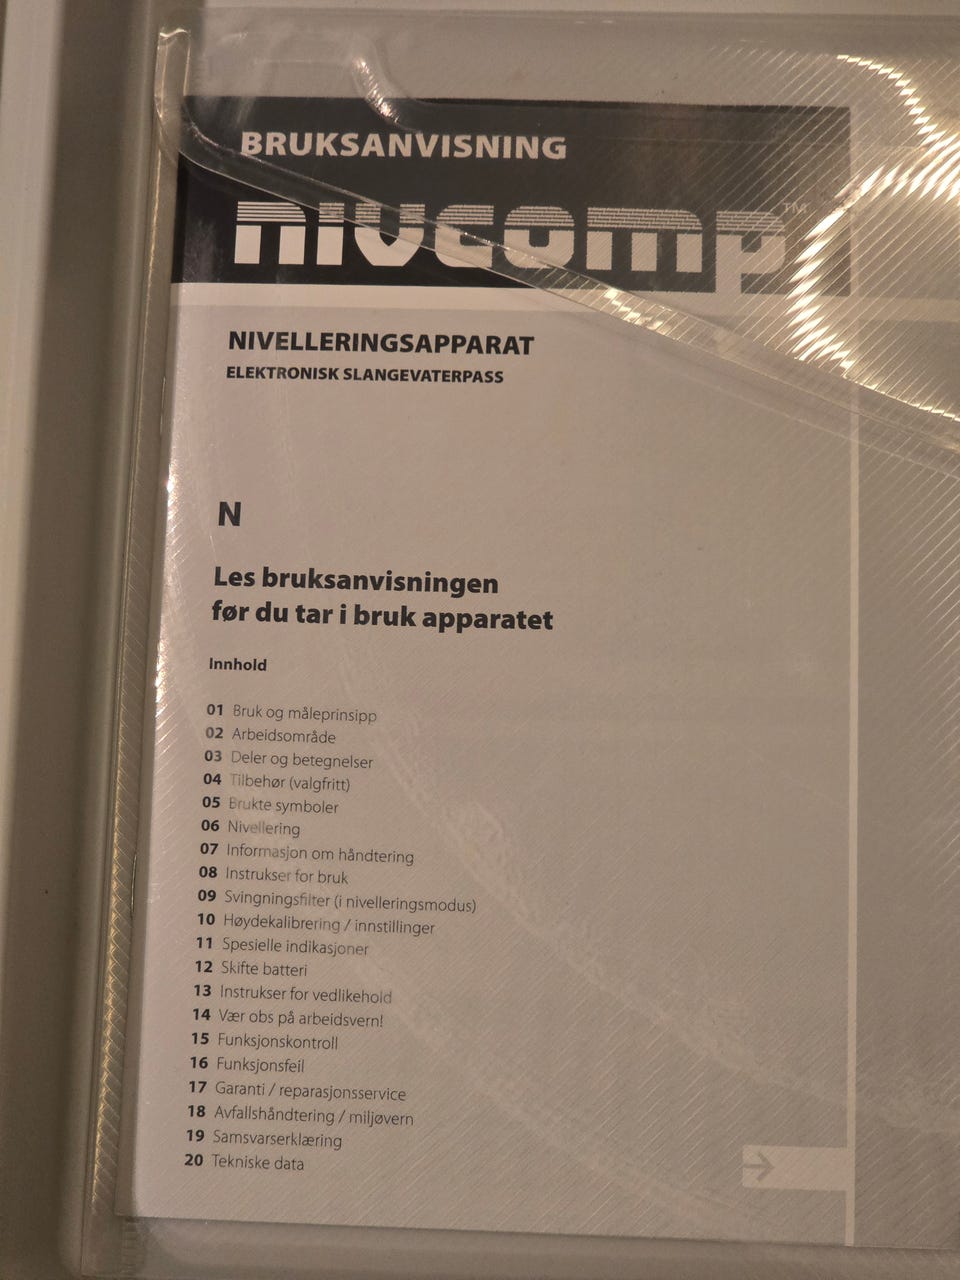 BRUKSANVISNING
nivcomp™
NIVELLERINGSAPPARAT
ELEKTRONISK SLANGEVATERPASS
N
Les bruksanvisningen
før du tar i bruk apparatet
Innhold
01 Bruk og måleprinsipp
02 Arbeidsområde
03 Deler og betegnelser
04 Tilbehør (valgfritt)
05 Brukte symboler
06 Nivellering
07 Informasjon om håndtering
08 Instrukser for bruk
09 Svingningsfilter (i nivelleringsmodus)
10 Høydekalibrering / innstillinger
11 Spesielle indikasjoner
12 Skifte batteri
13 Instrukser for vedlikehold
14 Vær obs på arbeidsvern!
15 Funksjonskontroll
16 Funksjonsfeil
17 Garanti / reparasjonsservice
18 Avfallshåndtering / miljøvern
19 Samsvarserklæring
20 Tekniske data